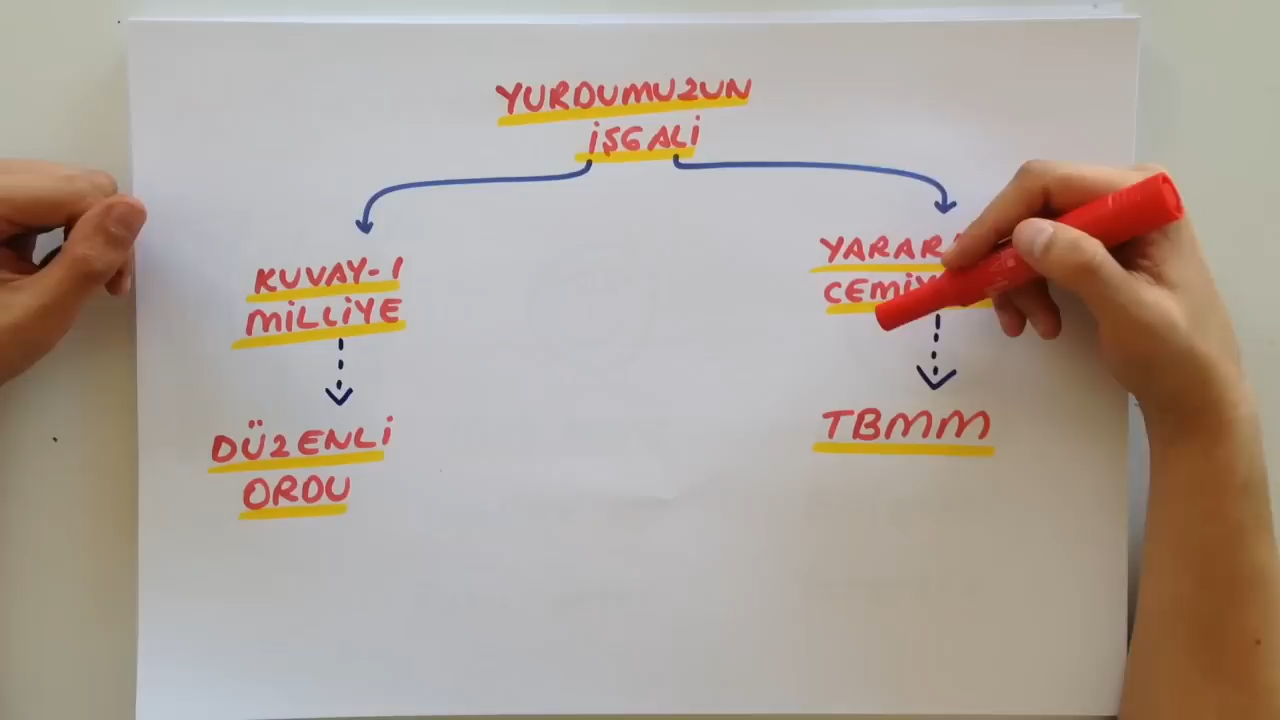 YURDUMUZUN
İŞGALİ
KUVAY-I
MİLLİYE
DÜZENLİ
ORDU
TBMM